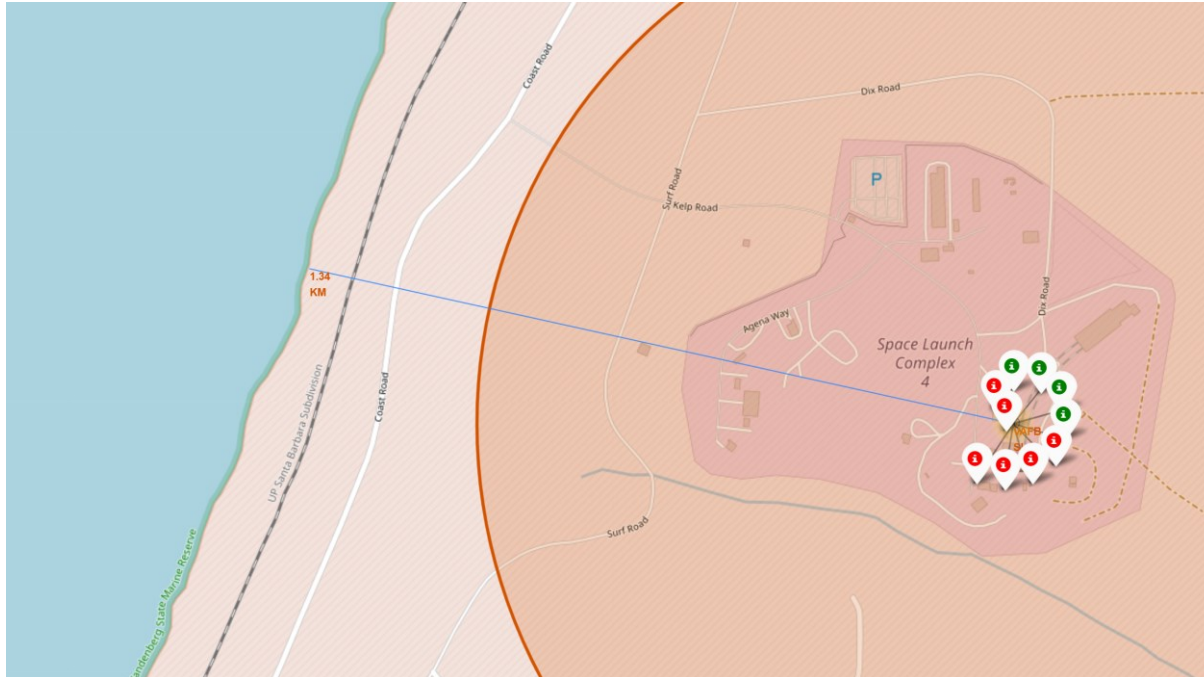 Coast Road
Dix Road
P
Surf Road
Kelp Road
1.34
KM
Dix Road
Agena Way
Space Launch
Complex
4
UP Santa Barbara Subdivision
Coast Road
Surf Road
andenberg State Marine Reserve